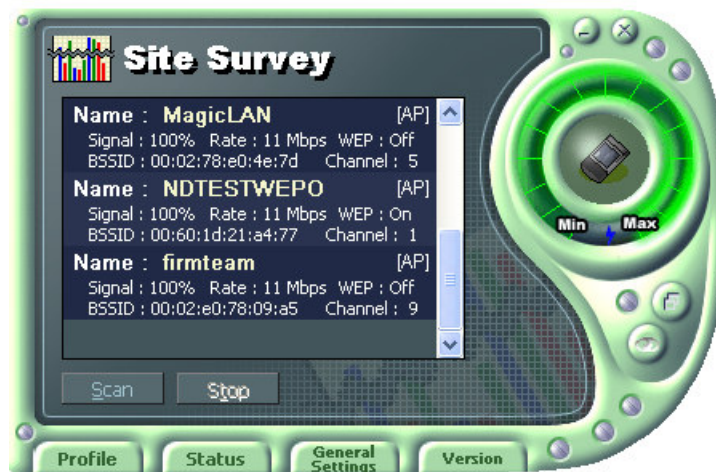 Site Survey
Name : MagicLAN [AP]
Signal : 100% Rate : 11 Mbps WEP : Off
BSSID : 00:02:78:e0:4e:7d Channel : 5
Name : NDTESTWEPO [AP]
Signal : 100% Rate : 11 Mbps WEP : On
BSSID : 00:60:1d:21:a4:77 Channel : 1
Name : firmteam [AP]
Signal : 100% Rate : 11 Mbps WEP : Off
BSSID : 00:02:e0:78:09:a5 Channel : 9
Min Max
Scan Stop
Profile Status General Settings Version